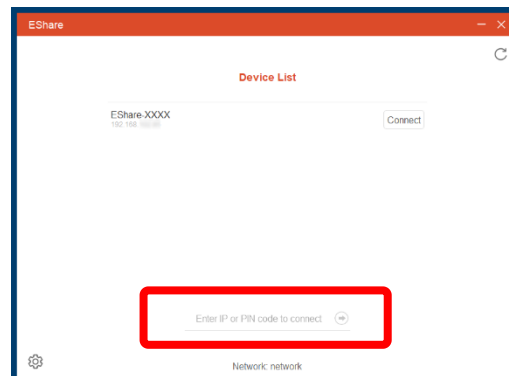 EShare
Device List
EShare-XXXX
192.168.
Connect
Enter IP or PIN code to connect
Network: network